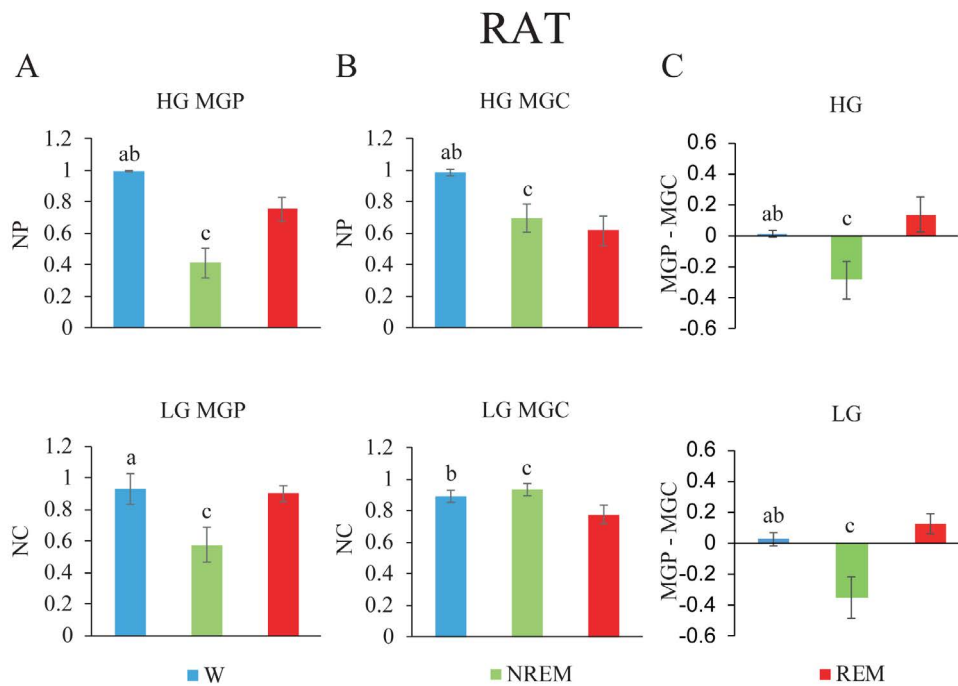 RAT
A
HG MGP
1.2
1
0.8
0.6
0.4
0.2
0
NP
ab
c
B
HG MGC
1.2
1
0.8
0.6
0.4
0.2
0
NP
ab
c
C
HG
0.6
0.4
0.2
0
-0.2
-0.4
-0.6
MGP - MGC
ab
c
LG MGP
1.2
1
0.8
0.6
0.4
0.2
0
NC
a
c
LG MGC
1.2
1
0.8
0.6
0.4
0.2
0
NC
b
c
LG
0.6
0.4
0.2
0
-0.2
-0.4
-0.6
MGP - MGC
ab
c
W
NREM
REM